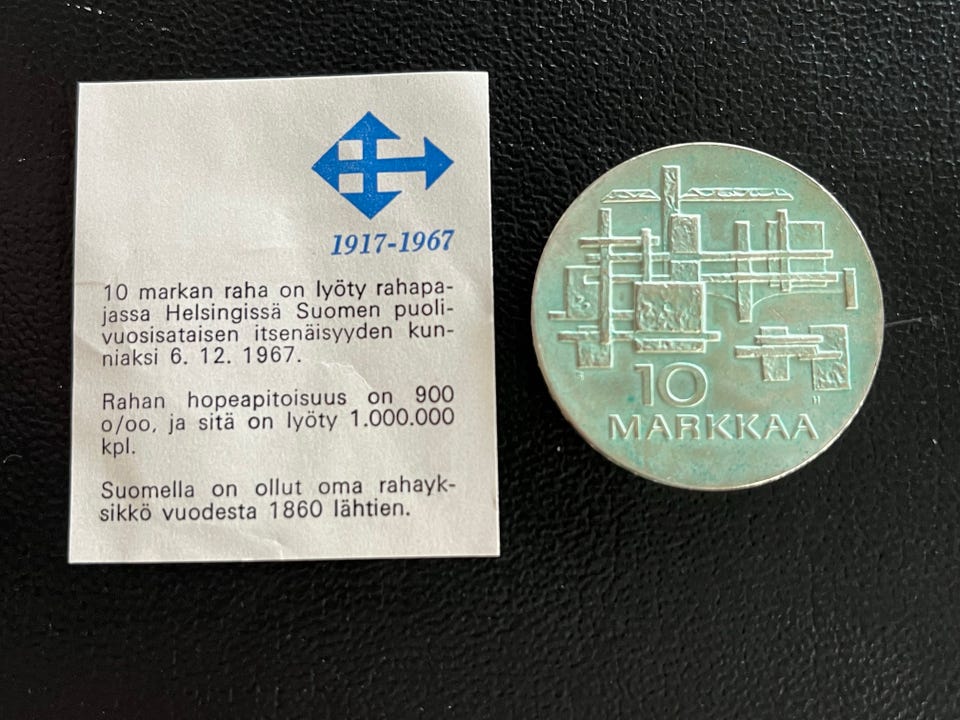 1917-1967
10 markan raha on lyöty rahapa-
jassa Helsingissä Suomen puoli-
vuosisataisen itsenäisyyden kun-
niaksi 6. 12. 1967.
Rahan hopeapitoisuus on 900
o/oo, ja sitä on lyöty 1.000.000
kpl.
Suomella on ollut oma rahayk-
sikkö vuodesta 1860 lähtien.
10
MARKKAA